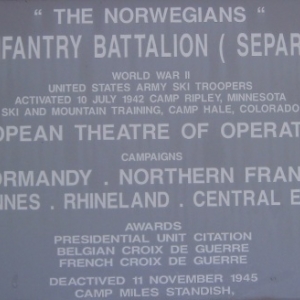 " THE NORWEGIANS "
FANTRY BATTALION ( SEPAR
WORLD WAR II
UNITED STATES ARMY SKI TROOPERS
ACTIVATED 10 JULY 1942 CAMP RIPLEY, MINNESOTA
SKI AND MOUNTAIN TRAINING, CAMP HALE, COLORADO
OPEAN THEATRE OF OPERAT
CAMPAIGNS
ORMANDY . NORTHERN FRAN
NNES . RHINELAND . CENTRAL E
AWARDS
PRESIDENTIAL UNIT CITATION
BELGIAN CROIX DE GUERRE
FRENCH CROIX DE GUERRE
DEACTIVED 11 NOVEMBER 1945
CAMP MILES STANDISH,